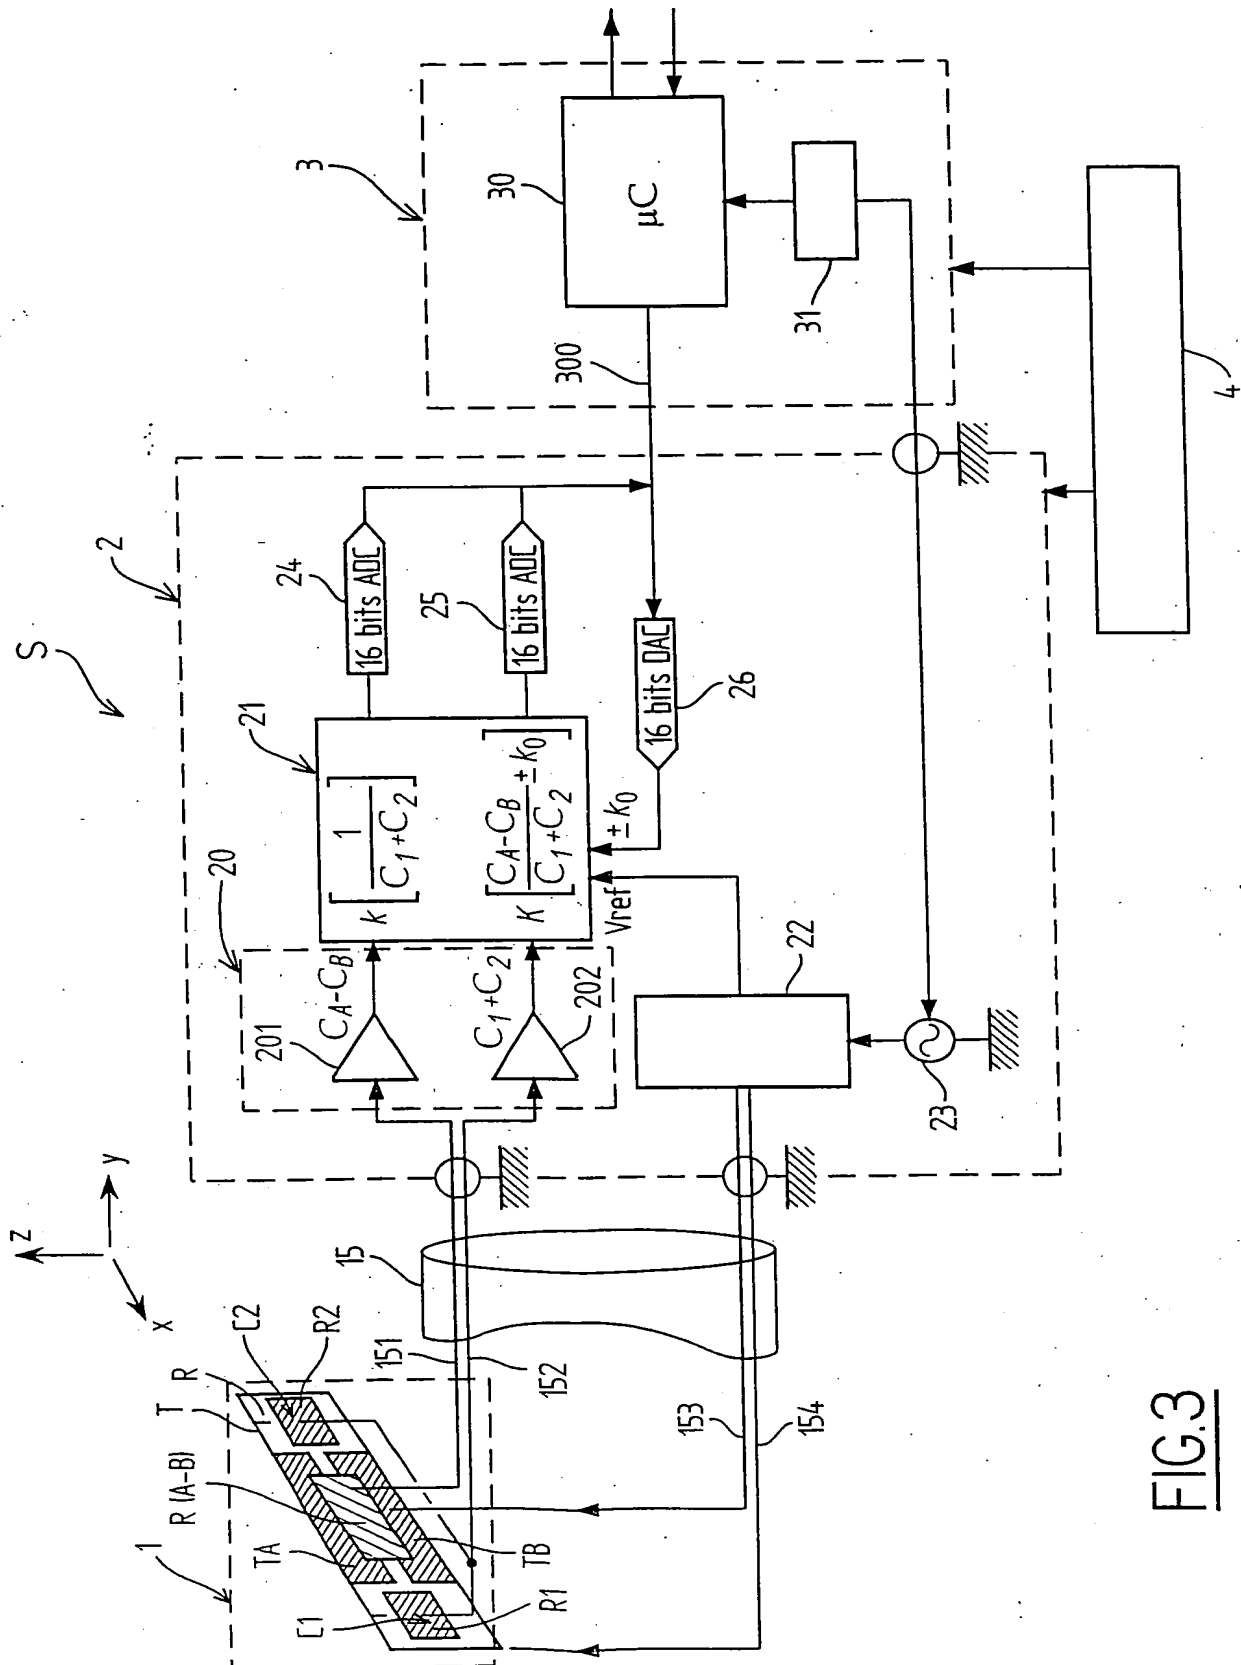 S
2
3
20
21
24
16 bits ADC
25
16 bits ADC
30
µC
300
31
4
k [ 1 / C1+C2 ]
K [ CA-CB / C1+C2 ± k0 ]
± k0
Vref
16 bits DAC
26
201
CA-CB
202
C1+C2
22
23
z
y
x
15
151
152
153
154
1
T
R
C2
R2
R (A-B)
TA
TB
C1
R1
FIG.3